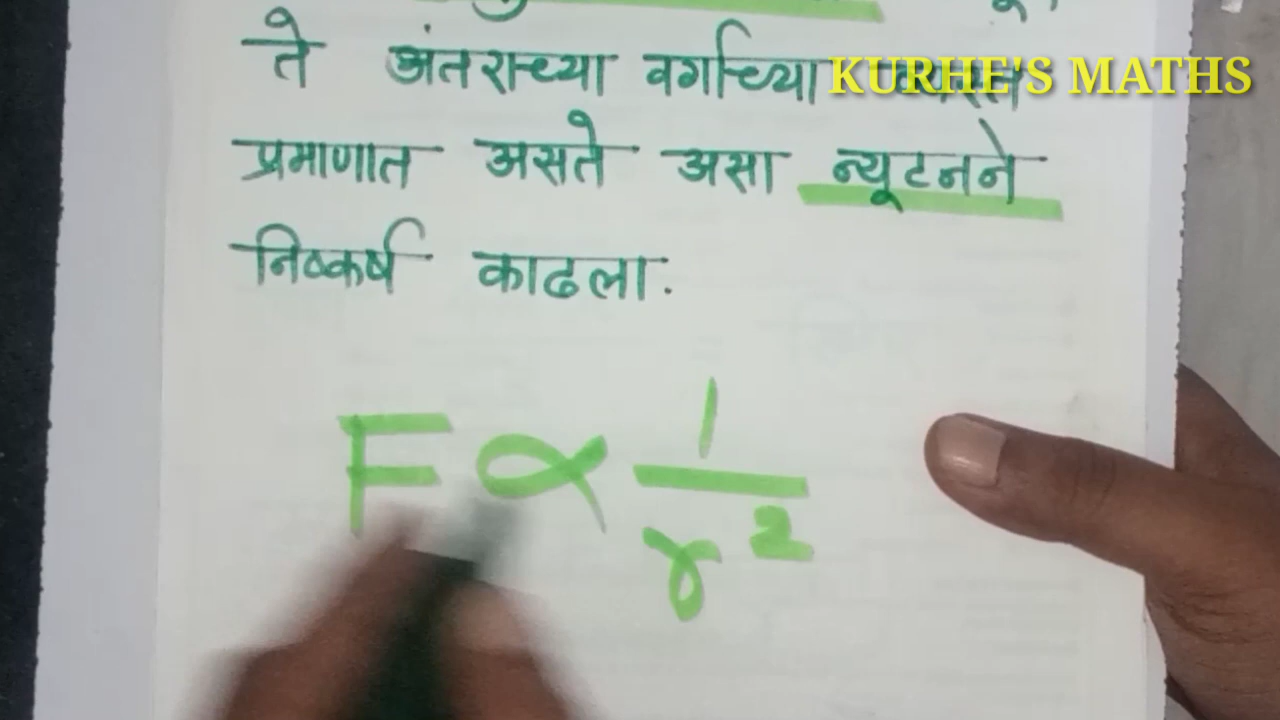 ते अंतराच्या वर्गाच्या
KURHE'S MATHS
प्रमाणात असते असा न्यूटनने
निष्कर्ष काढला.
F ∝ 1/r²